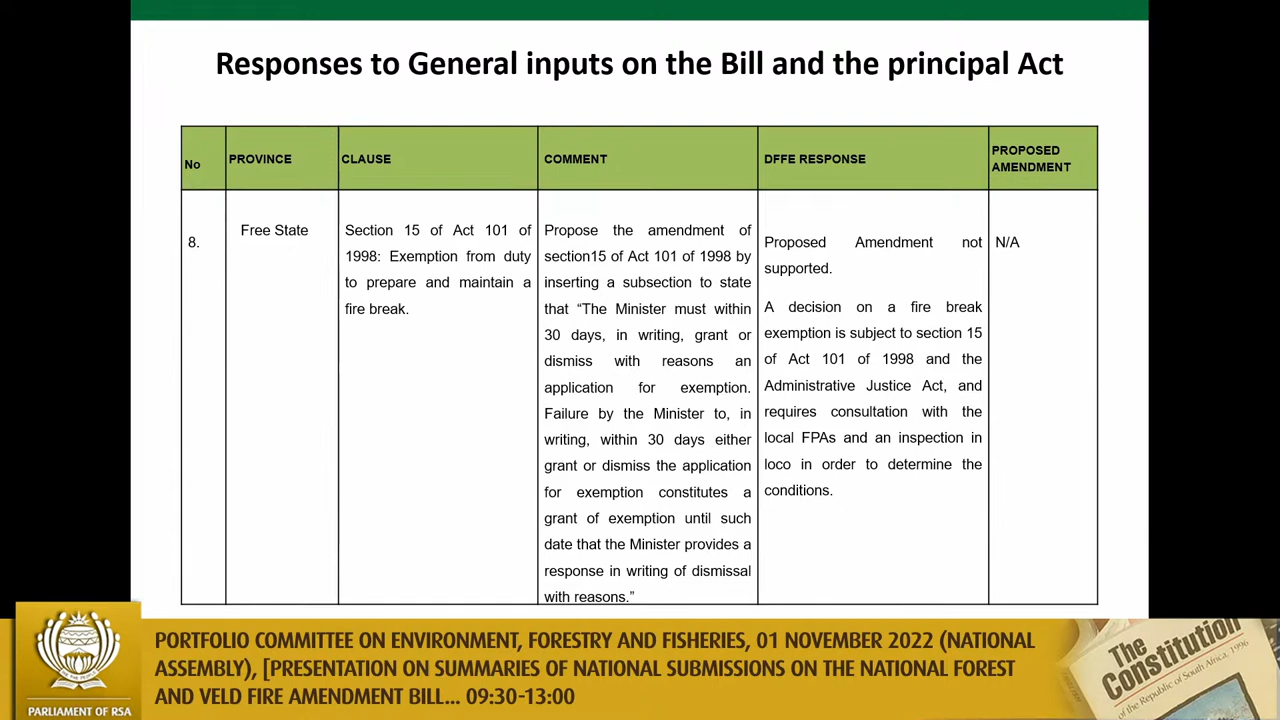 Responses to General inputs on the Bill and the principal Act
No
PROVINCE
CLAUSE
COMMENT
DFFE RESPONSE
PROPOSED
AMENDMENT
8.
Free State
Section 15 of Act 101 of
1998: Exemption from duty
to prepare and maintain a
fire break.
Propose the amendment of
section15 of Act 101 of 1998 by
inserting a subsection to state
that “The Minister must within
30 days, in writing, grant or
dismiss with reasons an
application for exemption.
Failure by the Minister to, in
writing, within 30 days either
grant or dismiss the application
for exemption constitutes a
grant of exemption until such
date that the Minister provides a
response in writing of dismissal
with reasons.”
Proposed Amendment not
supported.
A decision on a fire break
exemption is subject to section 15
of Act 101 of 1998 and the
Administrative Justice Act, and
requires consultation with the
local FPAs and an inspection in
loco in order to determine the
conditions.
N/A
PARLIAMENT OF RSA
PORTFOLIO COMMITTEE ON ENVIRONMENT, FORESTRY AND FISHERIES, 01 NOVEMBER 2022 (NATIONAL
ASSEMBLY), [PRESENTATION ON SUMMARIES OF NATIONAL SUBMISSIONS ON THE NATIONAL FOREST
AND VELD FIRE AMENDMENT BILL... 09:30-13:00
The
Constitution
of the Republic of South Africa, 1996